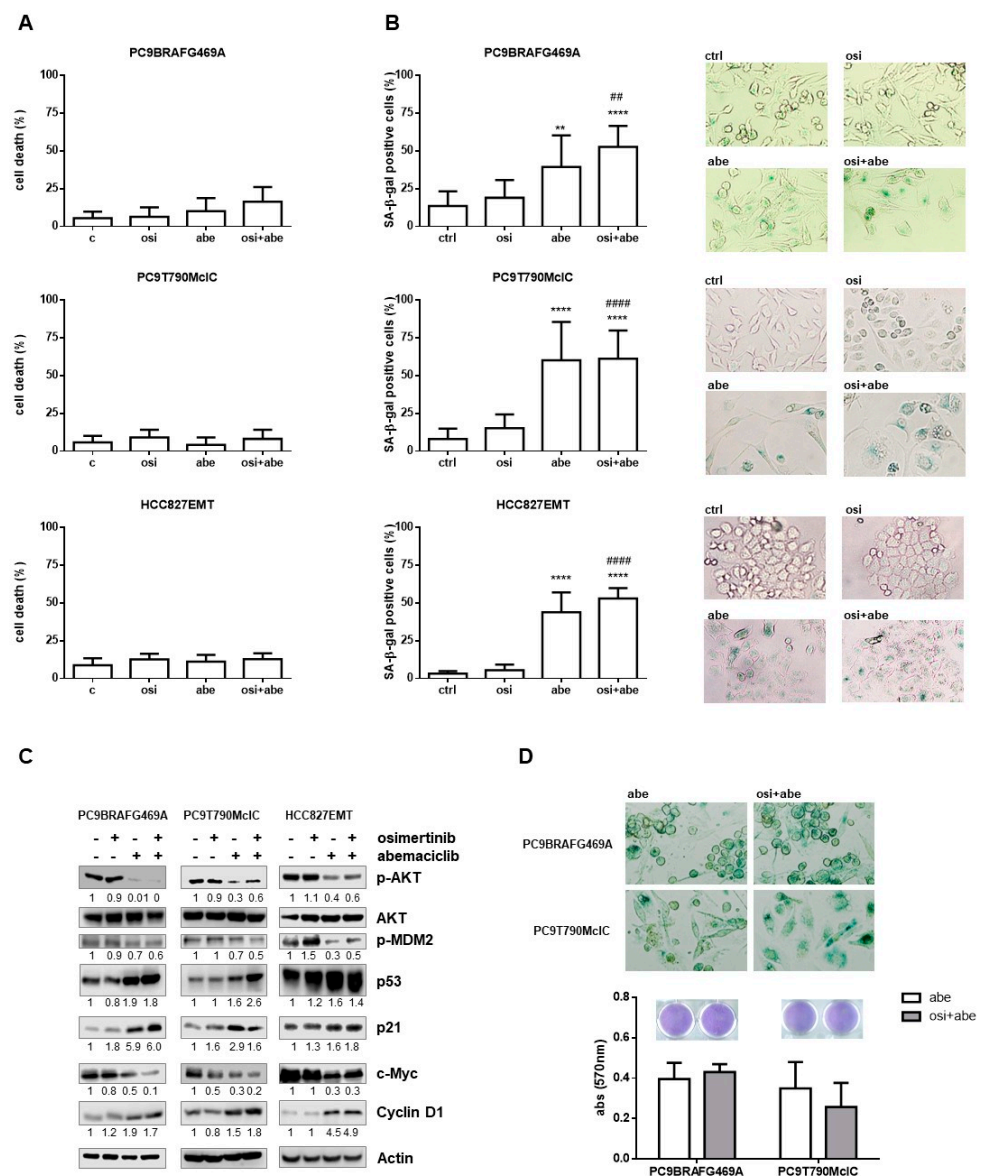 A
B
PC9BRAFG469A
cell death (%)
100
75
50
25
0
c
osi
abe
osi+abe
PC9BRAFG469A
SA-β-gal positive cells (%)
100
75
50
25
0
**
##
****
ctrl
osi
abe
osi+abe
ctrl
osi
abe
osi+abe
PC9T790McIC
cell death (%)
100
75
50
25
0
c
osi
abe
osi+abe
PC9T790McIC
SA-β-gal positive cells (%)
100
75
50
25
0
****
####
****
ctrl
osi
abe
osi+abe
ctrl
osi
abe
osi+abe
HCC827EMT
cell death (%)
100
75
50
25
0
c
osi
abe
osi+abe
HCC827EMT
SA-β-gal positive cells (%)
100
75
50
25
0
****
####
****
ctrl
osi
abe
osi+abe
ctrl
osi
abe
osi+abe
C
PC9BRAFG469A PC9T790McIC HCC827EMT
- + - + - + - + - + - + osimertinib
- - + + - - + + - - + + abemaciclib
p-AKT
1 0.9 0.01 0 1 0.9 0.3 0.6 1 1.1 0.4 0.6
AKT
p-MDM2
1 0.9 0.7 0.6 1 1 0.7 0.5 1 1.5 0.3 0.5
p53
1 0.8 1.9 1.8 1 1 1.6 2.6 1 1.2 1.6 1.4
p21
1 1.8 5.9 6.0 1 1.6 2.9 1.6 1 1.3 1.6 1.8
c-Myc
1 0.8 0.5 0.1 1 0.5 0.3 0.2 1 1 0.3 0.3
Cyclin D1
1 1.2 1.9 1.7 1 0.8 1.5 1.8 1 1 4.5 4.9
Actin
D
abe
osi+abe
PC9BRAFG469A
PC9T790McIC
abs (570nm)
0.8
0.6
0.4
0.2
0.0
abe
osi+abe
PC9BRAFG469A
PC9T790McIC